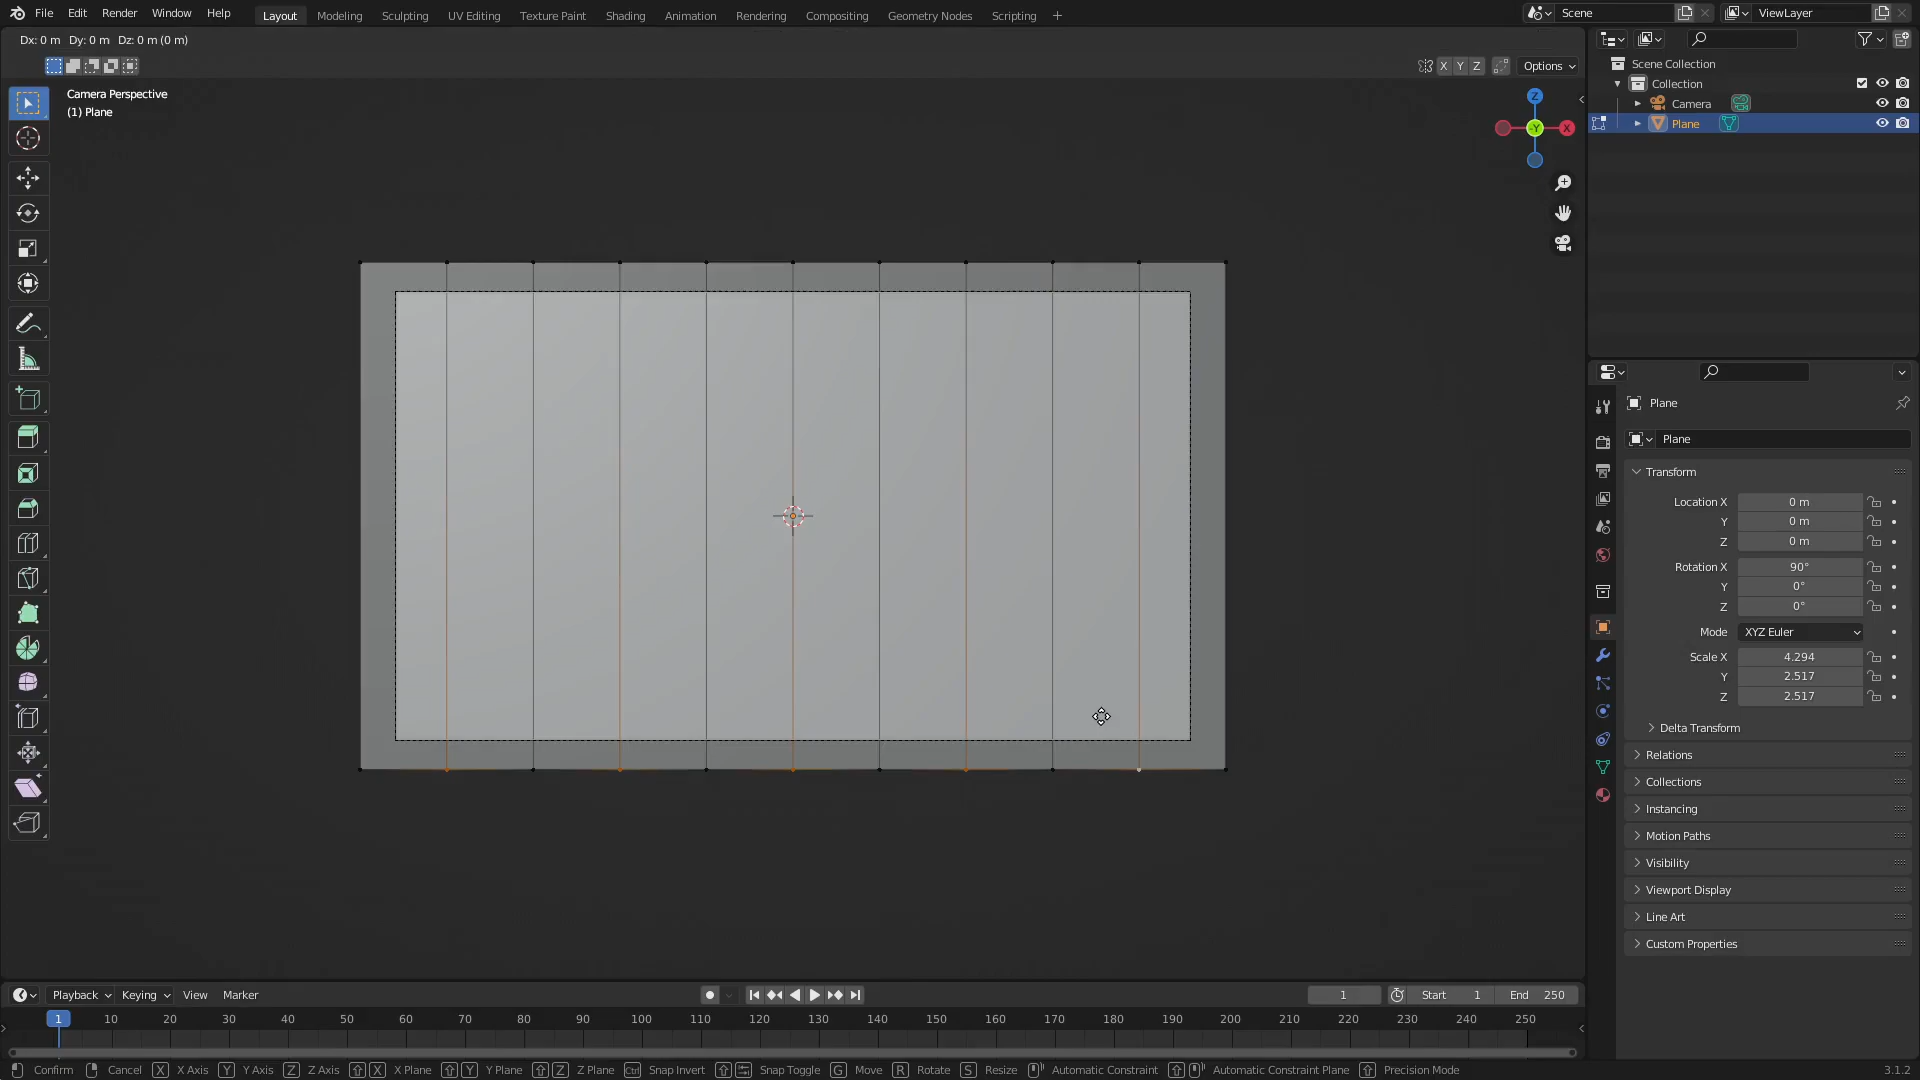 File Edit Render Window Help Layout Modeling Sculpting UV Editing Texture Paint Shading Animation Rendering Compositing Geometry Nodes Scripting + Scene ViewLayer
Dx: 0 m Dy: 0 m Dz: 0 m (0 m)
X Y Z Options
Camera Perspective
(1) Plane
Z
X
-Y
Scene Collection
Collection
Camera
Plane
Plane
Plane
Transform
Location X 0 m
Y 0 m
Z 0 m
Rotation X 90°
Y 0°
Z 0°
Mode XYZ Euler
Scale X 4.294
Y 2.517
Z 2.517
Delta Transform
Relations
Collections
Instancing
Motion Paths
Visibility
Viewport Display
Line Art
Custom Properties
Playback Keying View Marker 1 Start 1 End 250
1 10 20 30 40 50 60 70 80 90 100 110 120 130 140 150 160 170 180 190 200 210 220 230 240 250
Confirm Cancel X X Axis Y Y Axis Z Z Axis X X Plane Y Y Plane Z Z Plane Ctrl Snap Invert Snap Toggle G Move R Rotate S Resize Automatic Constraint Automatic Constraint Plane Precision Mode 3.1.2